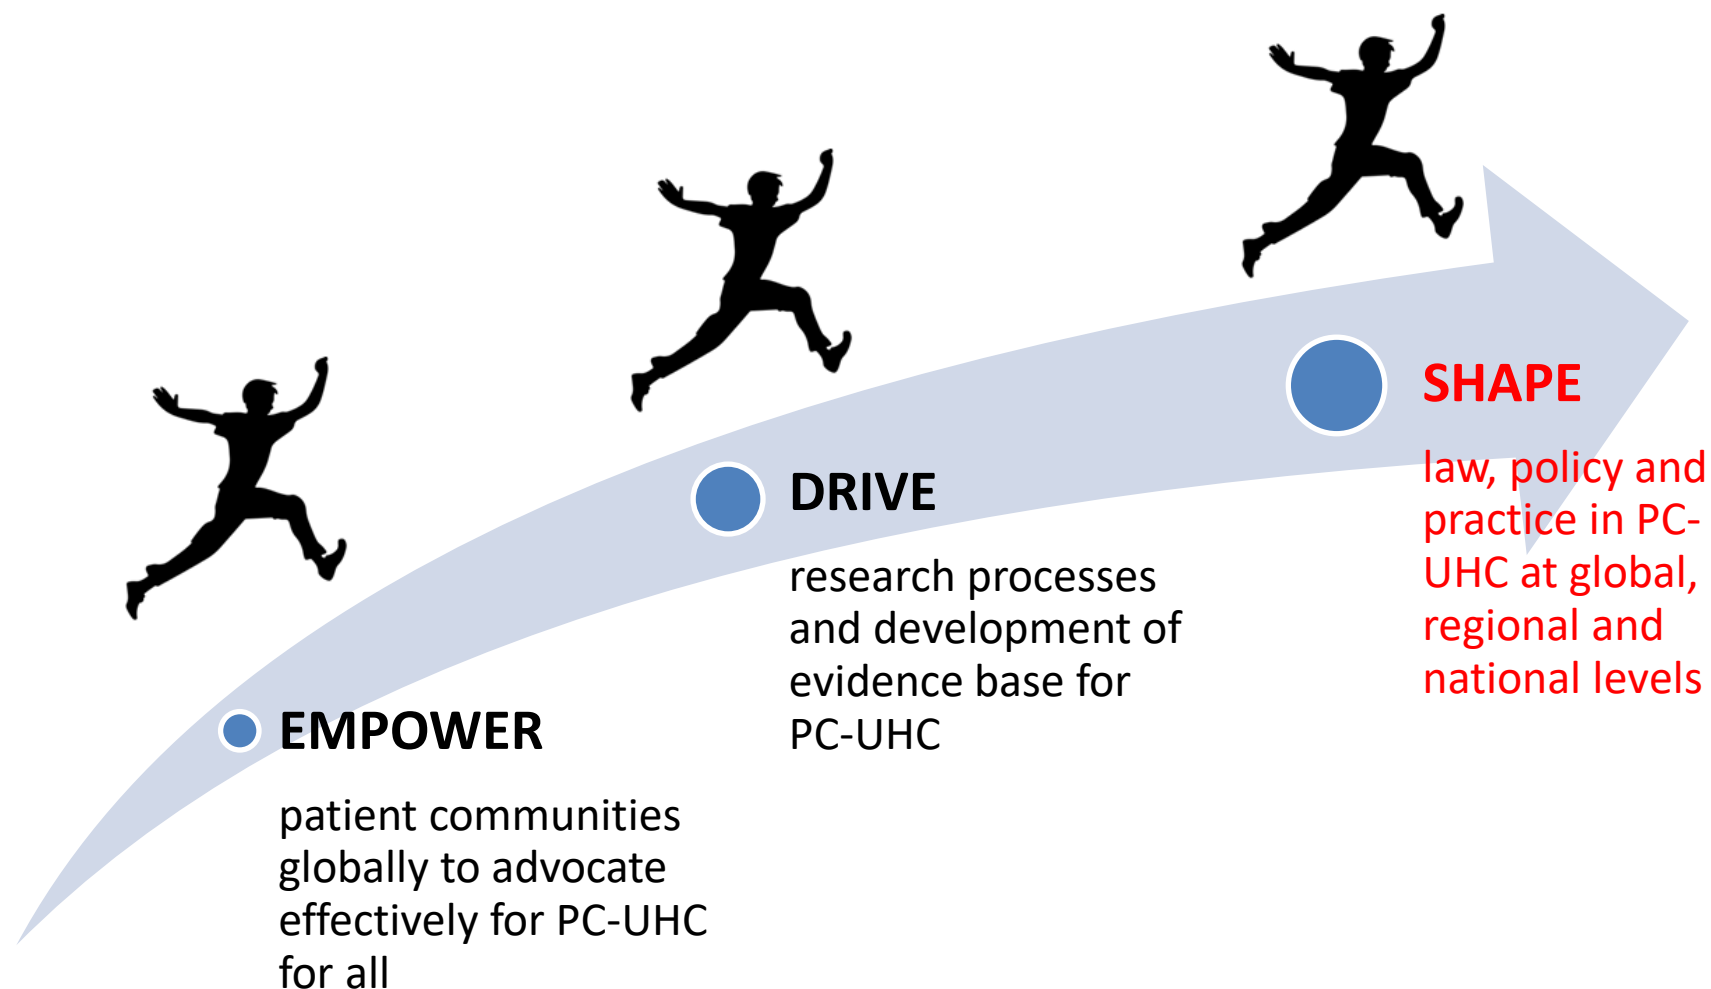 EMPOWER
patient communities
globally to advocate
effectively for PC-UHC
for all
DRIVE
research processes
and development of
evidence base for
PC-UHC
SHAPE
law, policy and
practice in PC-
UHC at global,
regional and
national levels